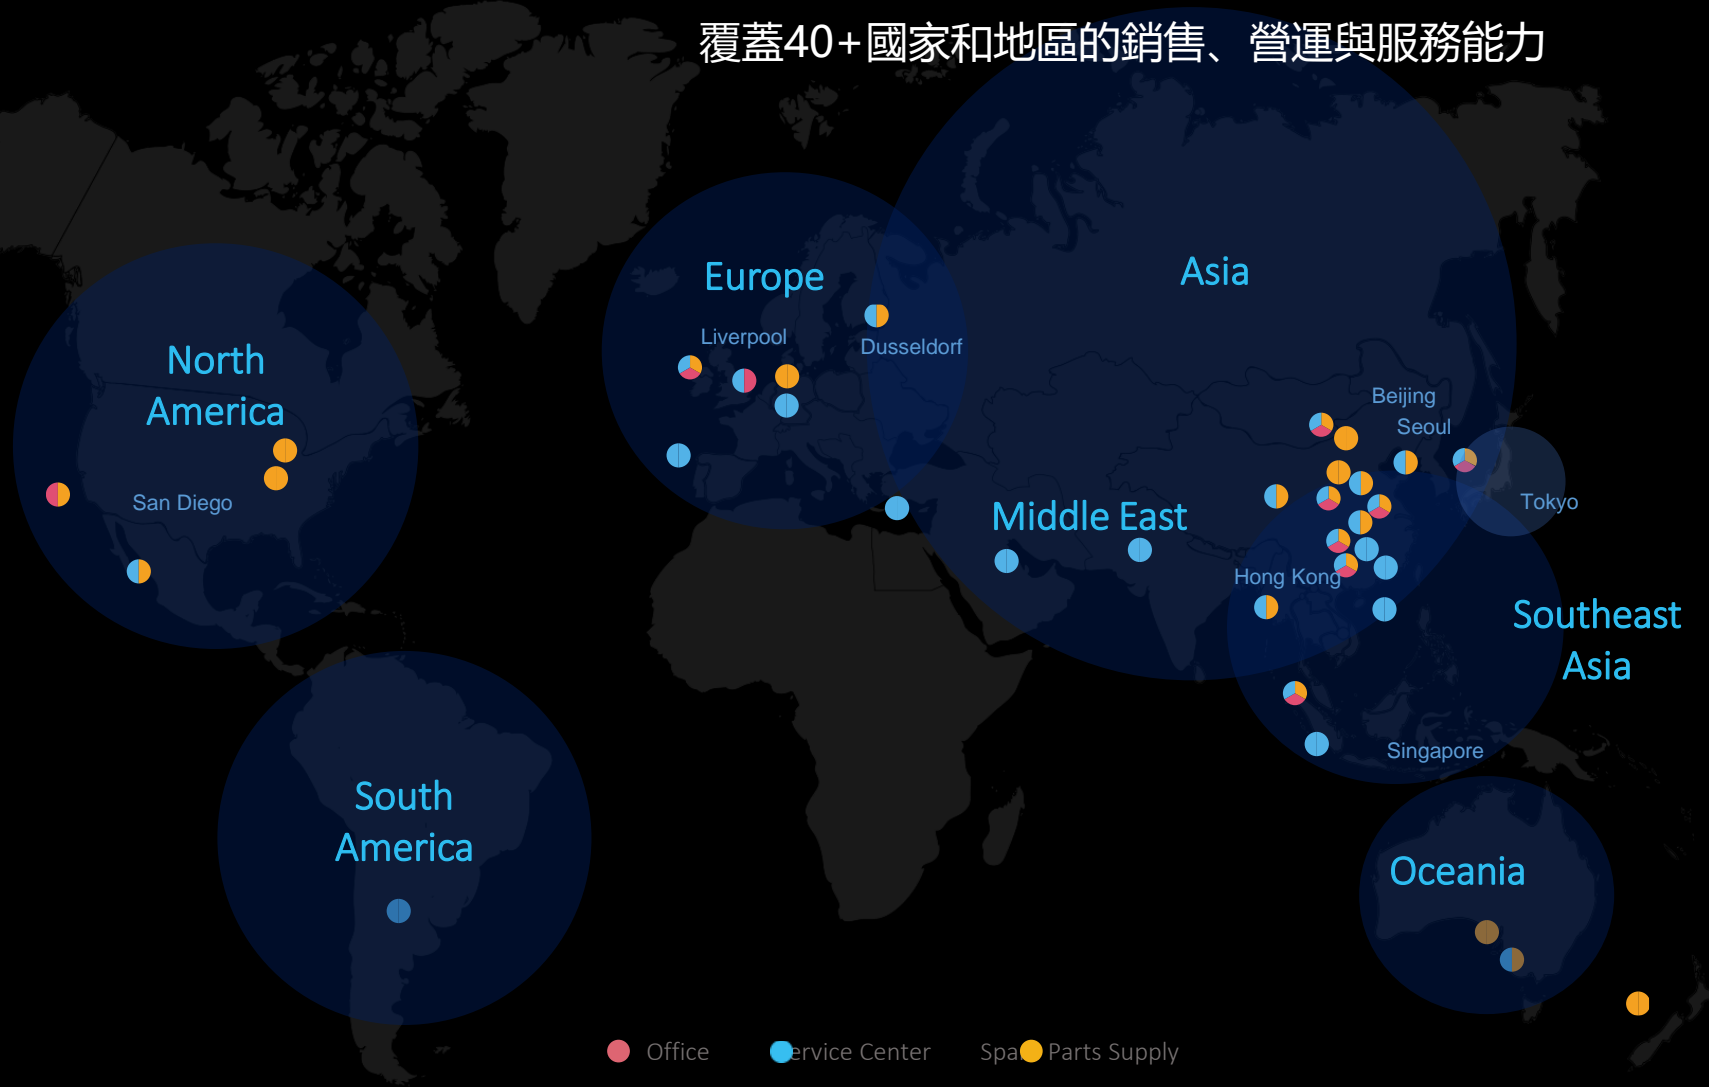 覆蓋40+國家和地區的銷售、營運與服務能力
Europe
Asia
Liverpool
Dusseldorf
North
America
Beijing
Seoul
San Diego
Tokyo
Middle East
Hong Kong
Southeast
Asia
Singapore
South
America
Oceania
Office
ervice Center
Spa Parts Supply